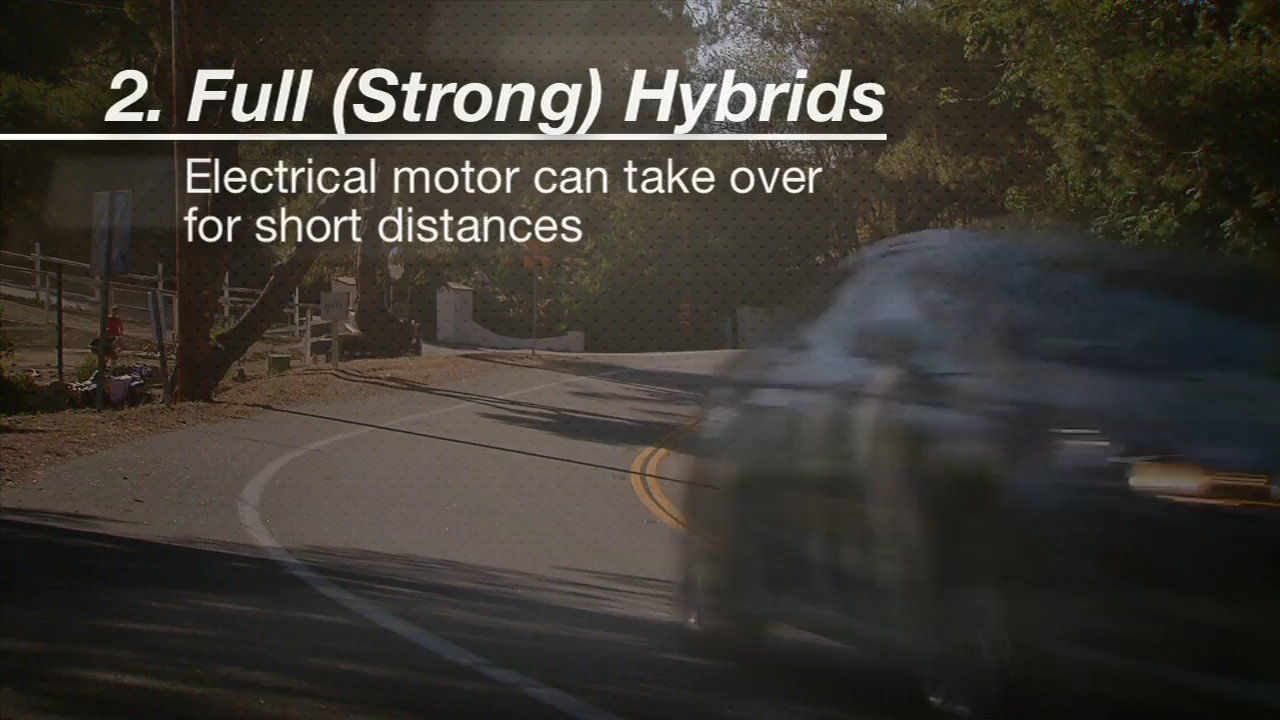 2. Full (Strong) Hybrids
Electrical motor can take over
for short distances